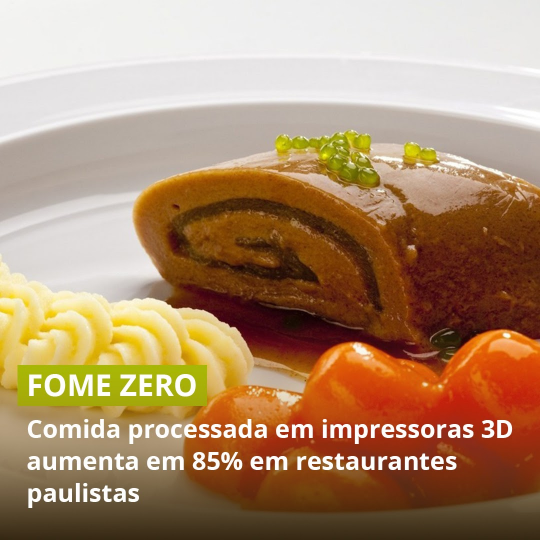 FOME ZERO
Comida processada em impressoras 3D
aumenta em 85% em restaurantes
paulistas